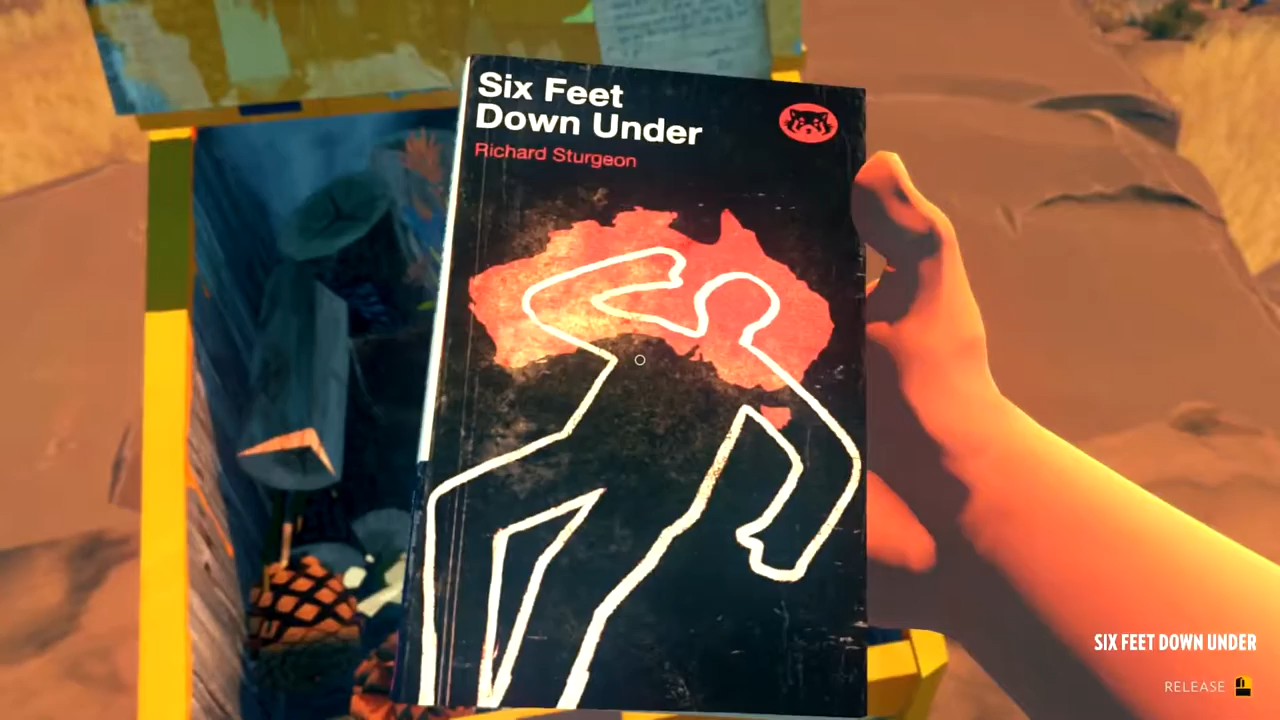 Six Feet
Down Under
Richard Sturgeon
SIX FEET DOWN UNDER
RELEASE